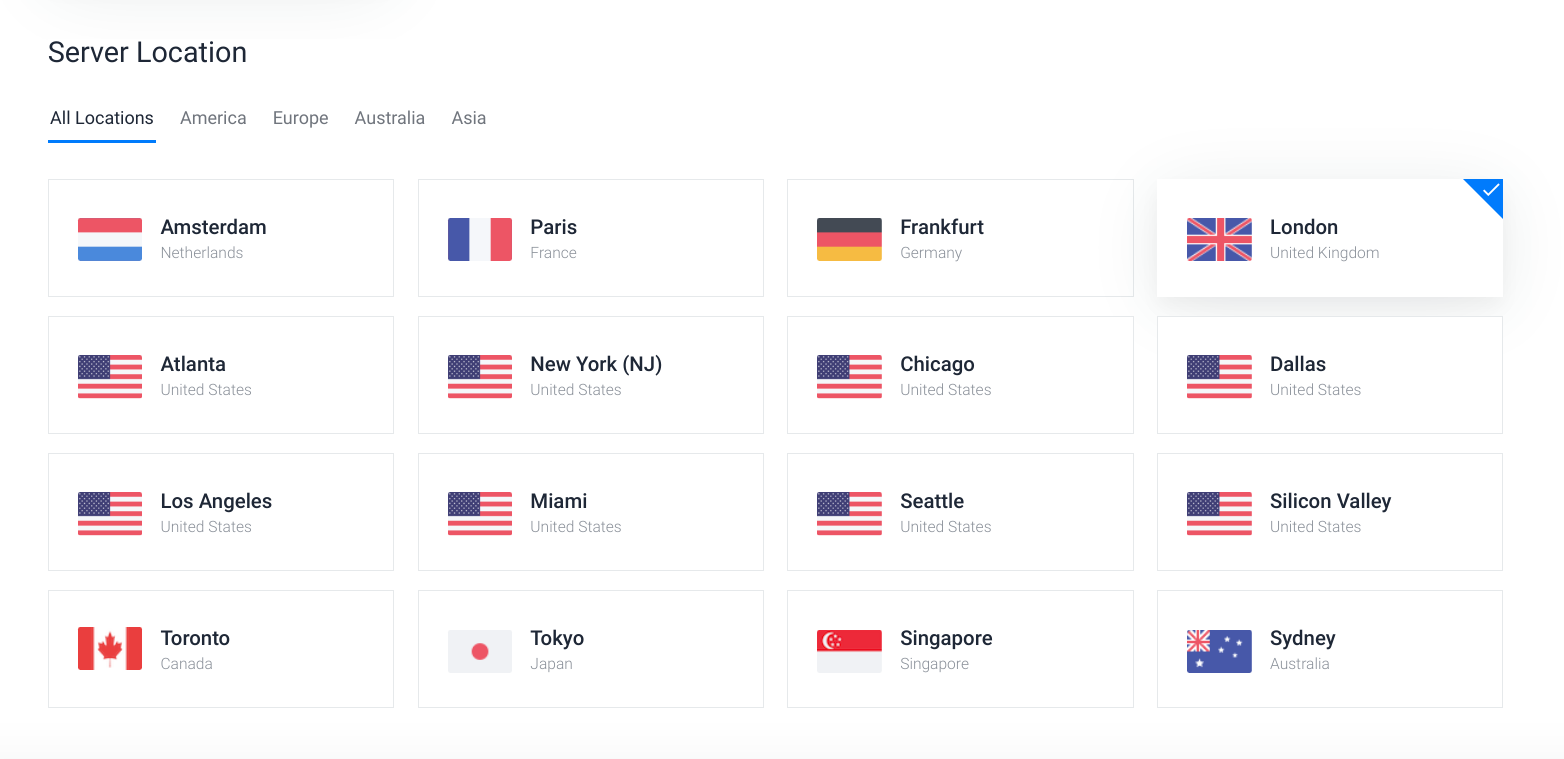 Server Location
All Locations America Europe Australia Asia
Amsterdam
Netherlands
Paris
France
Frankfurt
Germany
London
United Kingdom
Atlanta
United States
New York (NJ)
United States
Chicago
United States
Dallas
United States
Los Angeles
United States
Miami
United States
Seattle
United States
Silicon Valley
United States
Toronto
Canada
Tokyo
Japan
Singapore
Singapore
Sydney
Australia